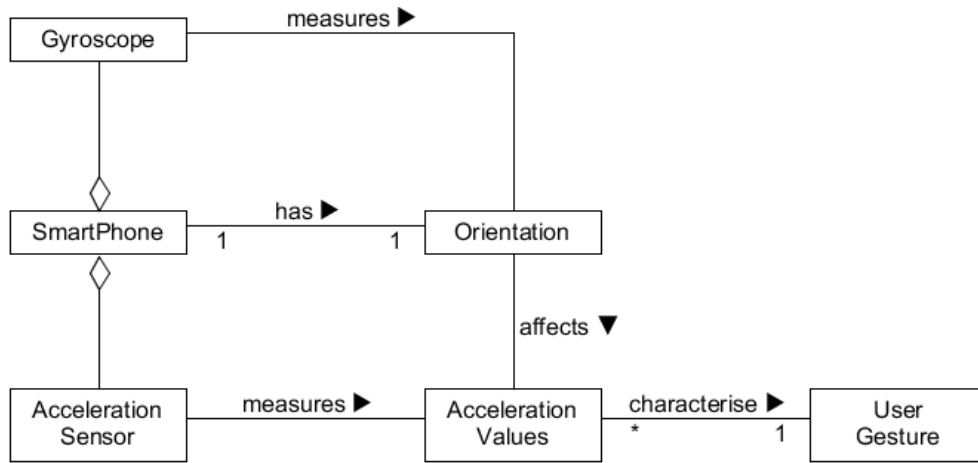 measures ▶
Gyroscope
has ▶
SmartPhone
Orientation
1
1
affects ▼
measures ▶
characterise ▶
Acceleration
Sensor
Acceleration
Values
User
Gesture
*
1